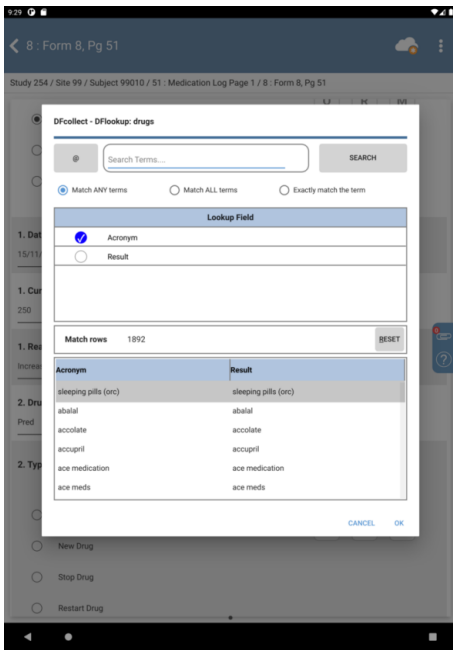 9:29
8 : Form 8, Pg 51
Study 254 / Site 99 / Subject 99010 / 51 : Medication Log Page 1 / 8 : Form 8, Pg 51
DFcollect - DFlookup: drugs
@ Search Terms.... SEARCH
Match ANY terms Match ALL terms Exactly match the term
Lookup Field
Acronym
Result
1. Dat
15/11/
1. Cur
250
Match rows 1892 RESET
1. Rea
Increas
Acronym Result
sleeping pills (orc) sleeping pills (orc)
2. Dru
abalal abalal
Pred
accolate accolate
accupril accupril
2. Typ
ace medication ace medication
ace meds ace meds
CANCEL OK
New Drug
Stop Drug
Restart Drug